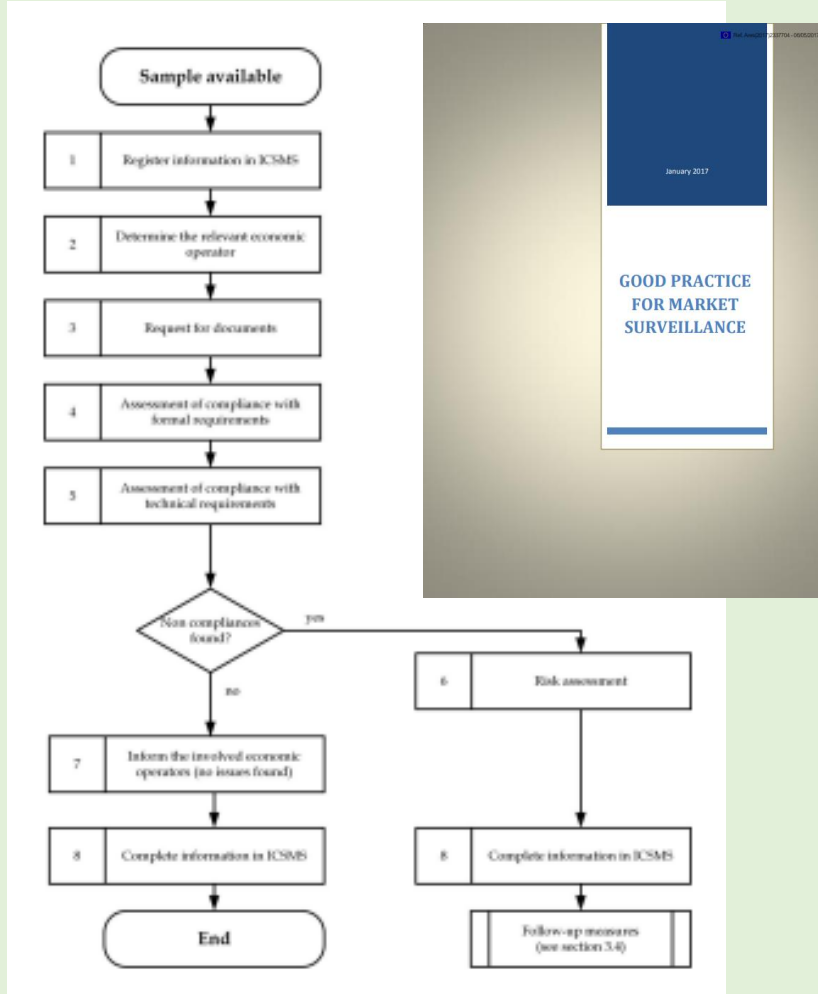 Sample available
1
Register information in ICSMS
2
Determine the relevant economic
operator
3
Request for documents
4
Assessment of compliance with
formal requirements
5
Assessment of compliance with
technical requirements
Non compliances
found?
yes
no
6
Risk assessment
7
Inform the involved economic
operators (no issues found)
8
Complete information in ICSMS
8
Complete information in ICSMS
End
Follow-up measures
(see section 3.4)
January 2017
GOOD PRACTICE
FOR MARKET
SURVEILLANCE